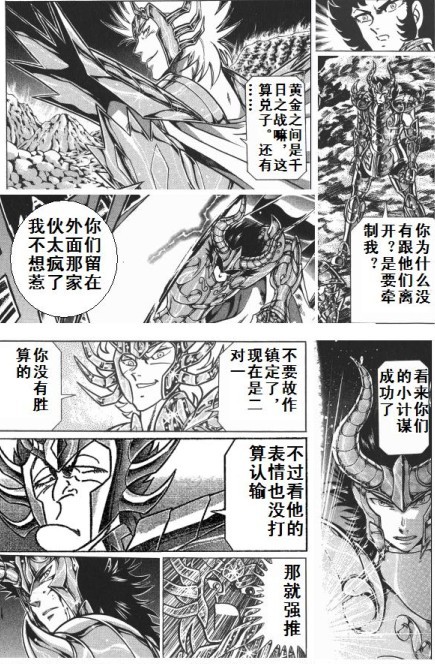 你为什么没
有跟他们离
开？是要牵
制我？
黄金之间是千
日之战嘛，这
算兑子。还有
……
你们留在
外面那家
伙太疯了
我不想惹
看来你们
的小计谋
成功了
不要故作
镇定了，
现在是二
对一
你没有胜
算的
不过看他的
表情也没打
算认输
那就强推